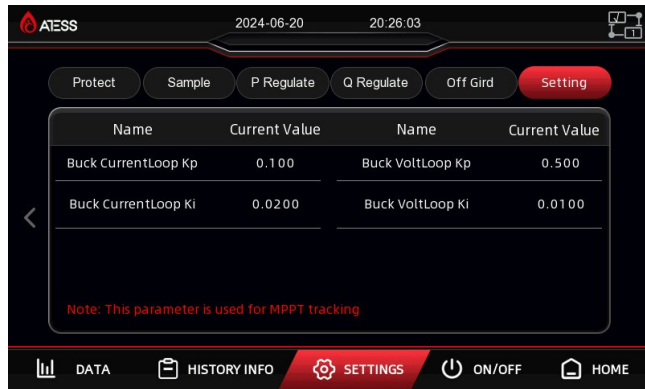 ATESS 2024-06-20 20:26:03 1
Protect Sample P Regulate Q Regulate Off Gird Setting
Name Current Value Name Current Value
Buck CurrentLoop Kp 0.100 Buck VoltLoop Kp 0.500
Buck CurrentLoop Ki 0.0200 Buck VoltLoop Ki 0.0100
Note: This parameter is used for MPPT tracking
DATA HISTORY INFO SETTINGS ON/OFF HOME